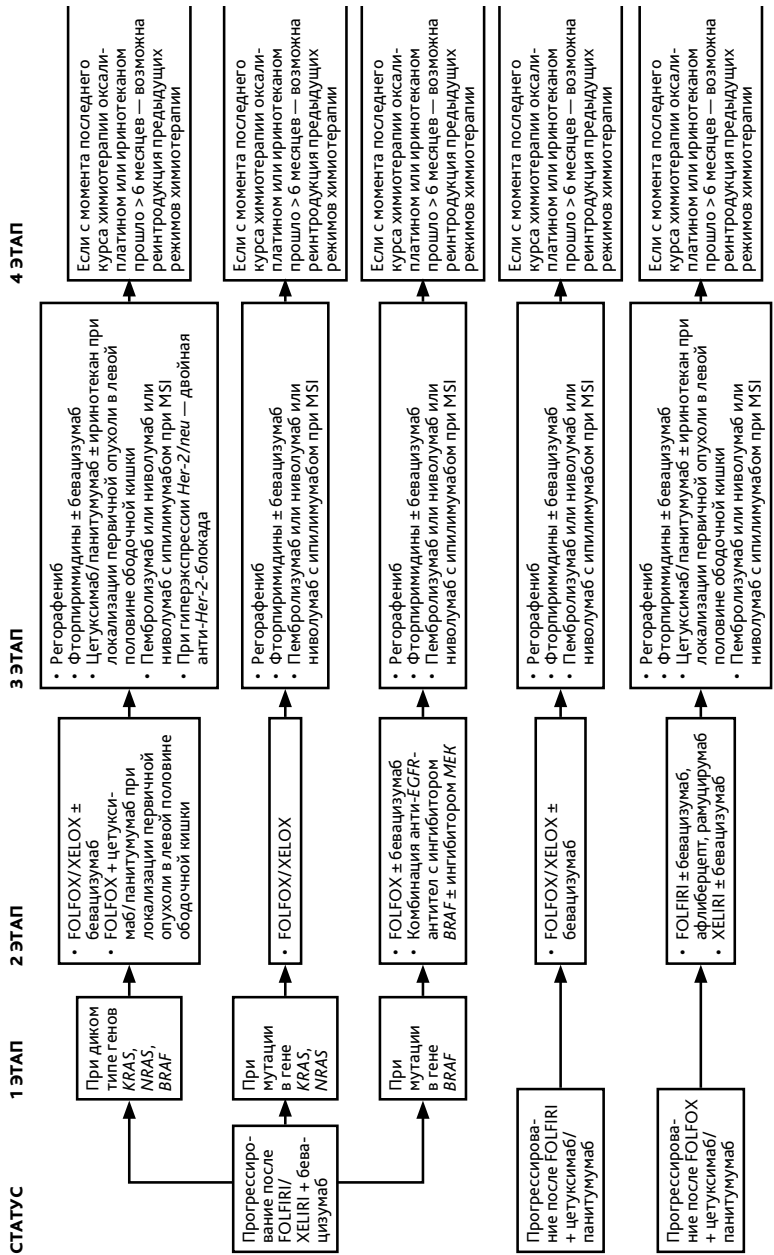 СТАТУС
1 ЭТАП
2 ЭТАП
3 ЭТАП
4 ЭТАП
Прогрессиро-
вание после
FOLFIRI/
XELIRI + бева-
цизумаб
При диком
типе генов
KRAS,
NRAS,
BRAF
• FOLFOX/XELOX ±
бевацизумаб
• FOLFOX + цетукси-
маб/панитумумаб при
локализации первичной
опухоли в левой половине
ободочной кишки
• Регорафениб
• Фторпиримидины ± бевацизумаб
• Цетуксимаб/панитумумаб ± иринотекан при
локализации первичной опухоли в левой
половине ободочной кишки
• Пембролизумаб или ниволумаб или
ниволумаб с ипилимумабом при MSI
• При гиперэкспрессии Her-2/neu — двойная
анти-Her-2-блокада
Если с момента последнего
курса химиотерапии оксали-
платином или иринотеканом
прошло > 6 месяцев — возможна
реинтродукция предыдущих
режимов химиотерапии
При
мутации
в гене
KRAS,
NRAS
• FOLFOX/XELOX
• Регорафениб
• Фторпиримидины ± бевацизумаб
• Пембролизумаб или ниволумаб или
ниволумаб с ипилимумабом при MSI
Если с момента последнего
курса химиотерапии оксали-
платином или иринотеканом
прошло > 6 месяцев — возможна
реинтродукция предыдущих
режимов химиотерапии
При
мутации
в гене
BRAF
• FOLFOX ± бевацизумаб
• Комбинация анти-EGFR-
антител с ингибитором
BRAF ± ингибитором MEK
• Регорафениб
• Фторпиримидины ± бевацизумаб
• Пембролизумаб или ниволумаб или
ниволумаб с ипилимумабом при MSI
Если с момента последнего
курса химиотерапии оксали-
платином или иринотеканом
прошло > 6 месяцев — возможна
реинтродукция предыдущих
режимов химиотерапии
Прогрессирова-
ние после FOLFIRI
+ цетуксимаб/
панитумумаб
• FOLFOX/XELOX ±
бевацизумаб
• Регорафениб
• Фторпиримидины ± бевацизумаб
• Пембролизумаб или ниволумаб или
ниволумаб с ипилимумабом при MSI
Если с момента последнего
курса химиотерапии оксали-
платином или иринотеканом
прошло > 6 месяцев — возможна
реинтродукция предыдущих
режимов химиотерапии
Прогрессирова-
ние после FOLFOX
+ цетуксимаб/
панитумумаб
• FOLFIRI ± бевацизумаб,
афлиберцепт, рамуцирумаб
• XELIRI ± бевацизумаб
• Регорафениб
• Фторпиримидины ± бевацизумаб
• Цетуксимаб/панитумумаб ± иринотекан при
локализации первичной опухоли в левой
половине ободочной кишки
• Пембролизумаб или ниволумаб или
ниволумаб с ипилимумабом при MSI
Если с момента последнего
курса химиотерапии оксали-
платином или иринотеканом
прошло > 6 месяцев — возможна
реинтродукция предыдущих
режимов химиотерапии